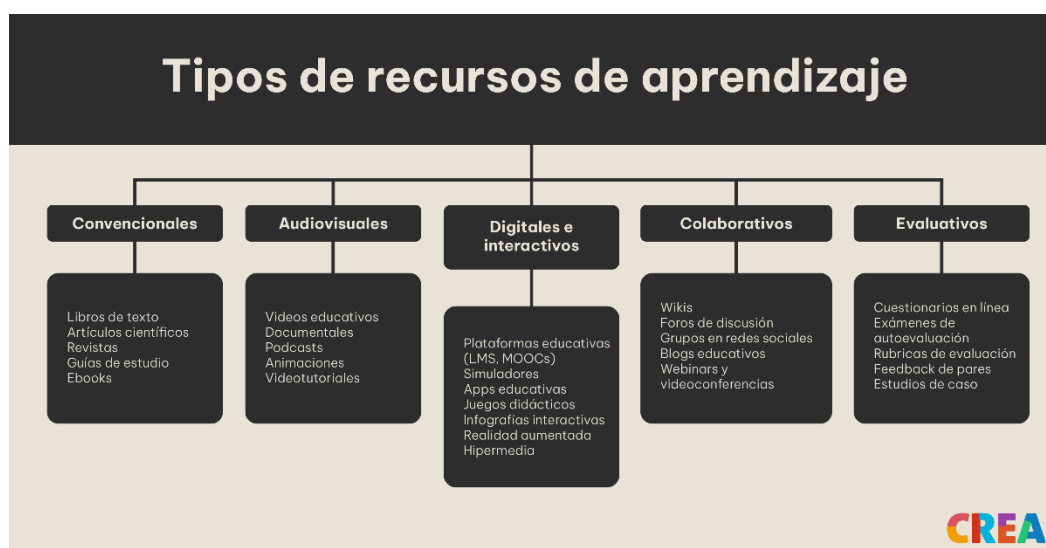 Tipos de recursos de aprendizaje
Convencionales
Libros de texto
Artículos científicos
Revistas
Guías de estudio
Ebooks
Audiovisuales
Videos educativos
Documentales
Podcasts
Animaciones
Videotutoriales
Digitales e
interactivos
Plataformas educativas
(LMS, MOOCs)
Simuladores
Apps educativas
Juegos didácticos
Infografías interactivas
Realidad aumentada
Hipermedia
Colaborativos
Wikis
Foros de discusión
Grupos en redes sociales
Blogs educativos
Webinars y
videoconferencias
Evaluativos
Cuestionarios en línea
Exámenes de
autoevaluación
Rubricas de evaluación
Feedback de pares
Estudios de caso
CREA